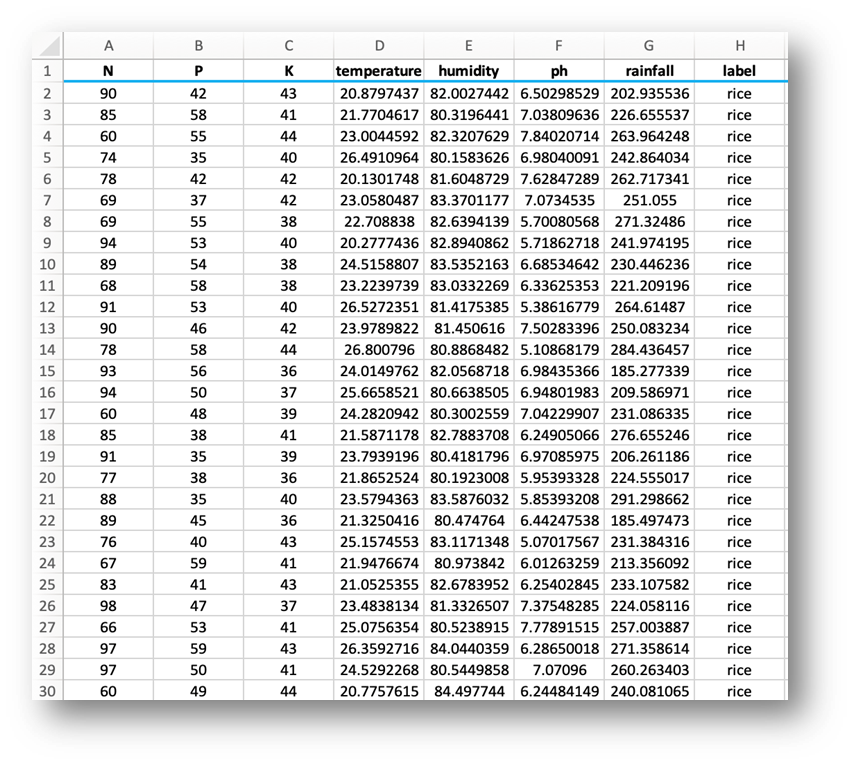 A B C D E F G H
1 N P K temperature humidity ph rainfall label
2 90 42 43 20.8797437 82.0027442 6.50298529 202.935536 rice
3 85 58 41 21.7704617 80.3196441 7.03809636 226.655537 rice
4 60 55 44 23.0044592 82.3207629 7.84020714 263.964248 rice
5 74 35 40 26.4910964 80.1583626 6.98040091 242.864034 rice
6 78 42 42 20.1301748 81.6048729 7.62847289 262.717341 rice
7 69 37 42 23.0580487 83.3701177 7.0734535 251.055 rice
8 69 55 38 22.708838 82.6394139 5.70080568 271.32486 rice
9 94 53 40 20.2777436 82.8940862 5.71862718 241.974195 rice
10 89 54 38 24.5158807 83.5352163 6.68534642 230.446236 rice
11 68 58 38 23.2239739 83.0332269 6.33625353 221.209196 rice
12 91 53 40 26.5272351 81.4175385 5.38616779 264.61487 rice
13 90 46 42 23.9789822 81.450616 7.50283396 250.083234 rice
14 78 58 44 26.800796 80.8868482 5.10868179 284.436457 rice
15 93 56 36 24.0149762 82.0568718 6.98435366 185.277339 rice
16 94 50 37 25.6658521 80.6638505 6.94801983 209.586971 rice
17 60 48 39 24.2820942 80.3002559 7.04229907 231.086335 rice
18 85 38 41 21.5871178 82.7883708 6.24905066 276.655246 rice
19 91 35 39 23.7939196 80.4181796 6.97085975 206.261186 rice
20 77 38 36 21.8652524 80.1923008 5.95393328 224.555017 rice
21 88 35 40 23.5794363 83.5876032 5.85393208 291.298662 rice
22 89 45 36 21.3250416 80.474764 6.44247538 185.497473 rice
23 76 40 43 25.1574553 83.1171348 5.07017567 231.384316 rice
24 67 59 41 21.9476674 80.973842 6.01263259 213.356092 rice
25 83 41 43 21.0525355 82.6783952 6.25402845 233.107582 rice
26 98 47 37 23.4838134 81.3326507 7.37548285 224.058116 rice
27 66 53 41 25.0756354 80.5238915 7.77891515 257.003887 rice
28 97 59 43 26.3592716 84.0440359 6.28650018 271.358614 rice
29 97 50 41 24.5292268 80.5449858 7.07096 260.263403 rice
30 60 49 44 20.7757615 84.497744 6.24484149 240.081065 rice